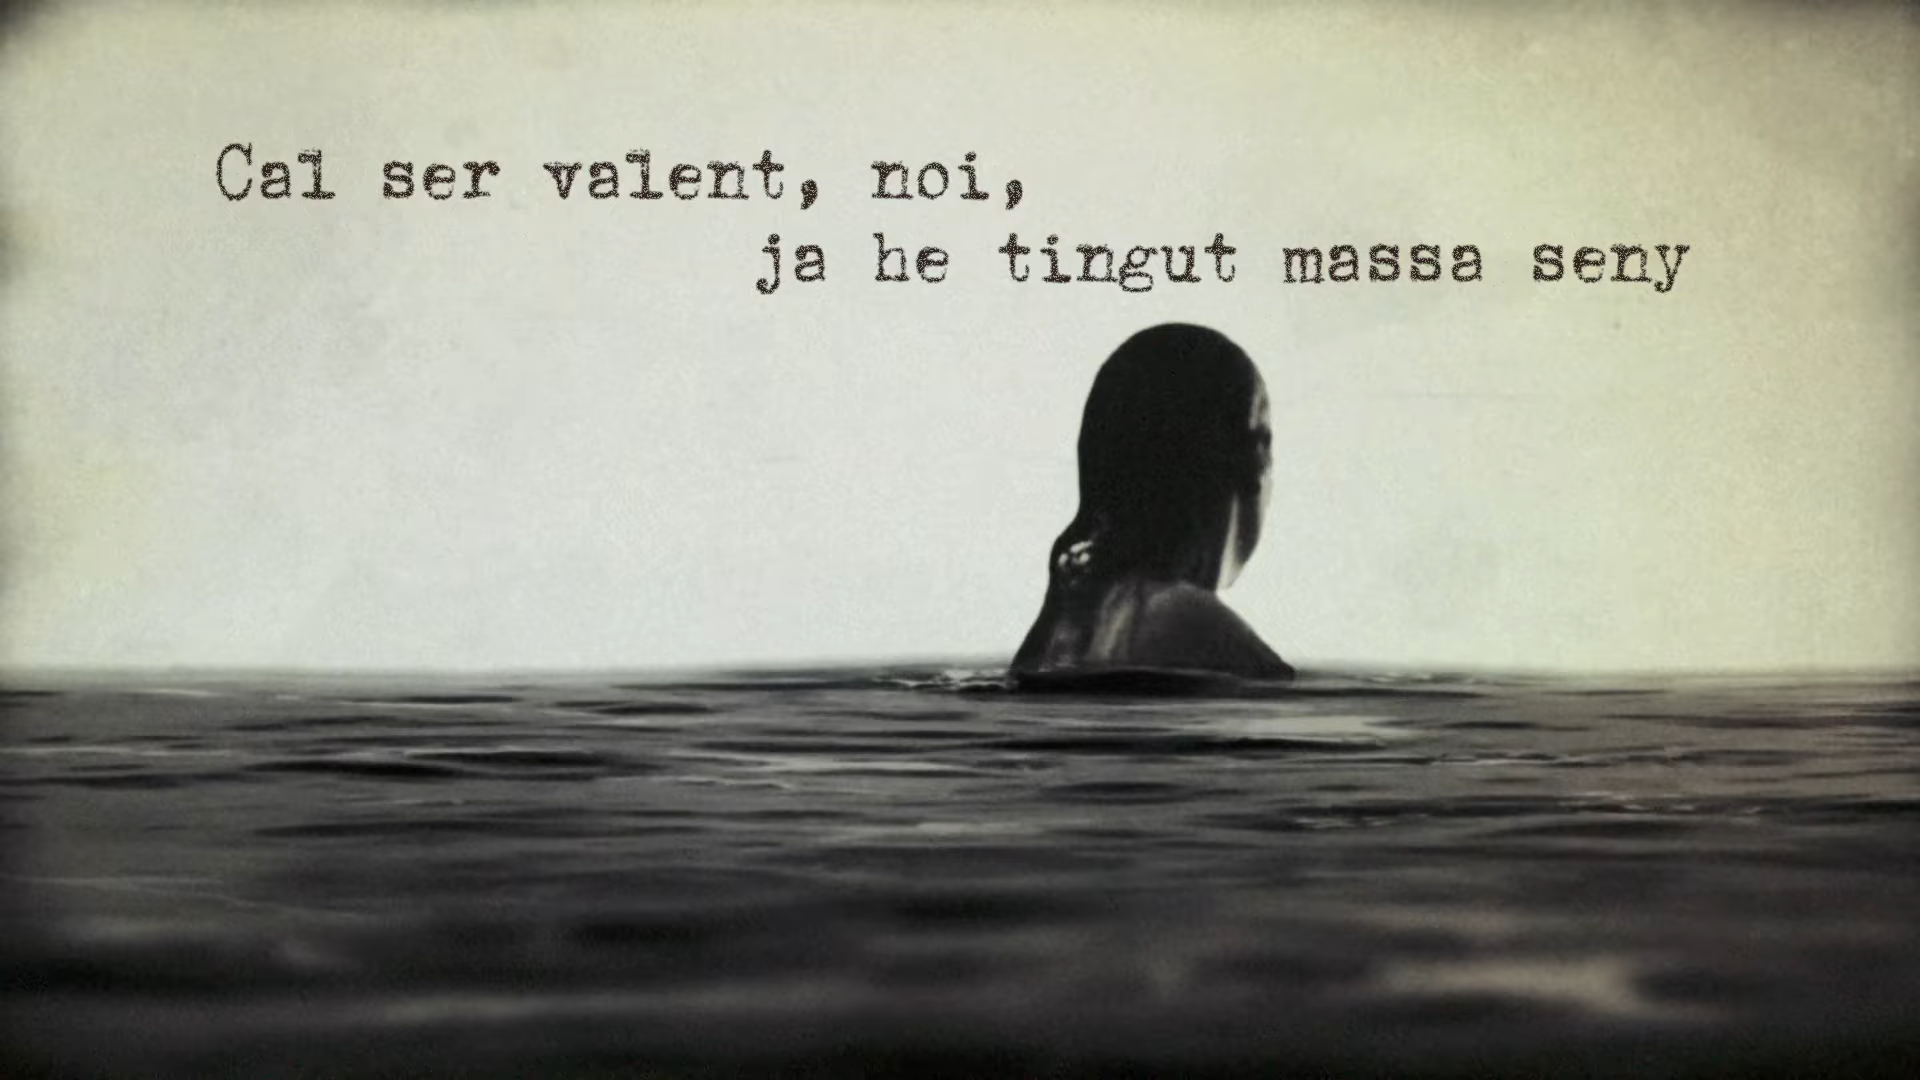 Cal ser valent, noi,
ja he tingut massa seny